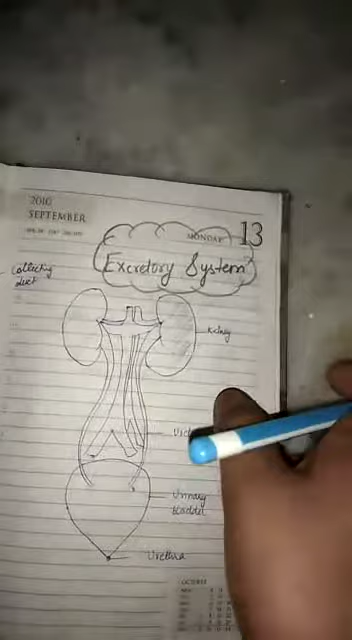 2010
SEPTEMBER
MONDAY 13
Excretory System
Collecting
duct
Kidney
Urinary
bladder
Urethra
OCTOBER